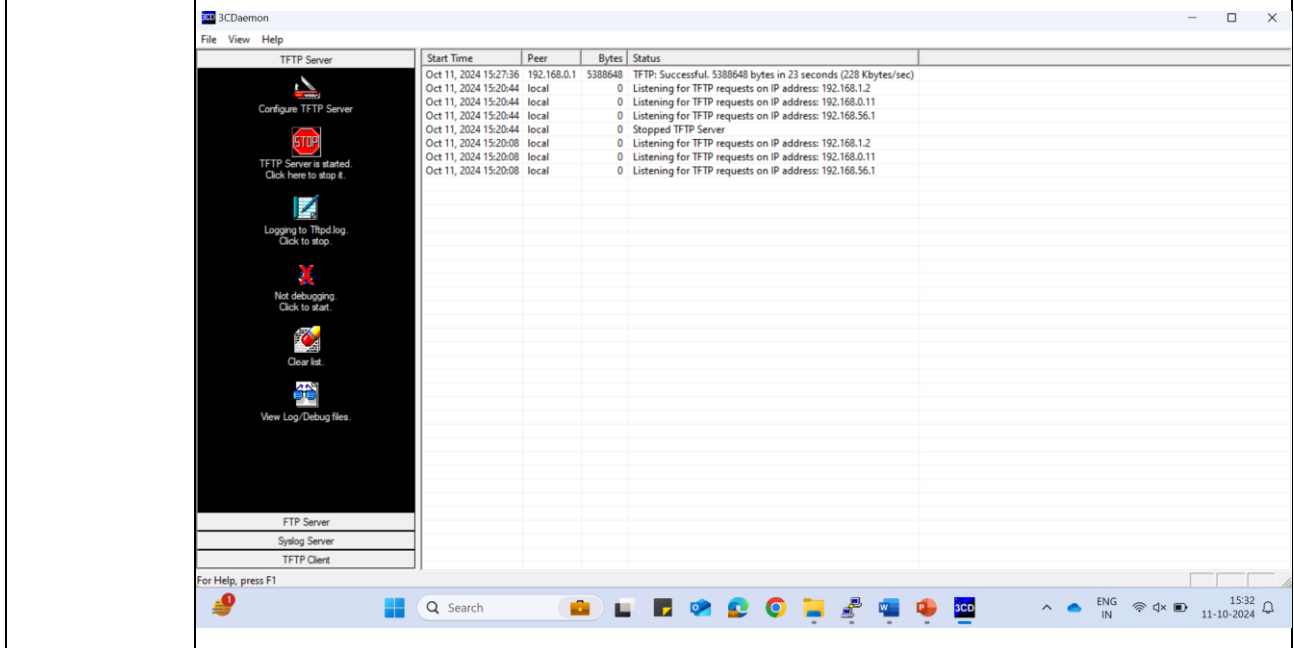 3CD 3CDaemon
File View Help
TFTP Server
Configure TFTP Server
STOP
TFTP Server is started.
Click here to stop it.
Logging to Tftpd.log.
Click to stop.
Not debugging.
Click to start.
Clear list.
View Log/Debug files.
FTP Server
Syslog Server
TFTP Client
Start Time Peer Bytes Status
Oct 11, 2024 15:27:36 192.168.0.1 5388648 TFTP: Successful. 5388648 bytes in 23 seconds (228 Kbytes/sec)
Oct 11, 2024 15:20:44 local 0 Listening for TFTP requests on IP address: 192.168.1.2
Oct 11, 2024 15:20:44 local 0 Listening for TFTP requests on IP address: 192.168.0.11
Oct 11, 2024 15:20:44 local 0 Listening for TFTP requests on IP address: 192.168.56.1
Oct 11, 2024 15:20:44 local 0 Stopped TFTP Server
Oct 11, 2024 15:20:08 local 0 Listening for TFTP requests on IP address: 192.168.1.2
Oct 11, 2024 15:20:08 local 0 Listening for TFTP requests on IP address: 192.168.0.11
Oct 11, 2024 15:20:08 local 0 Listening for TFTP requests on IP address: 192.168.56.1
For Help, press F1
1
Search
3CD
ENG
IN
15:32
11-10-2024